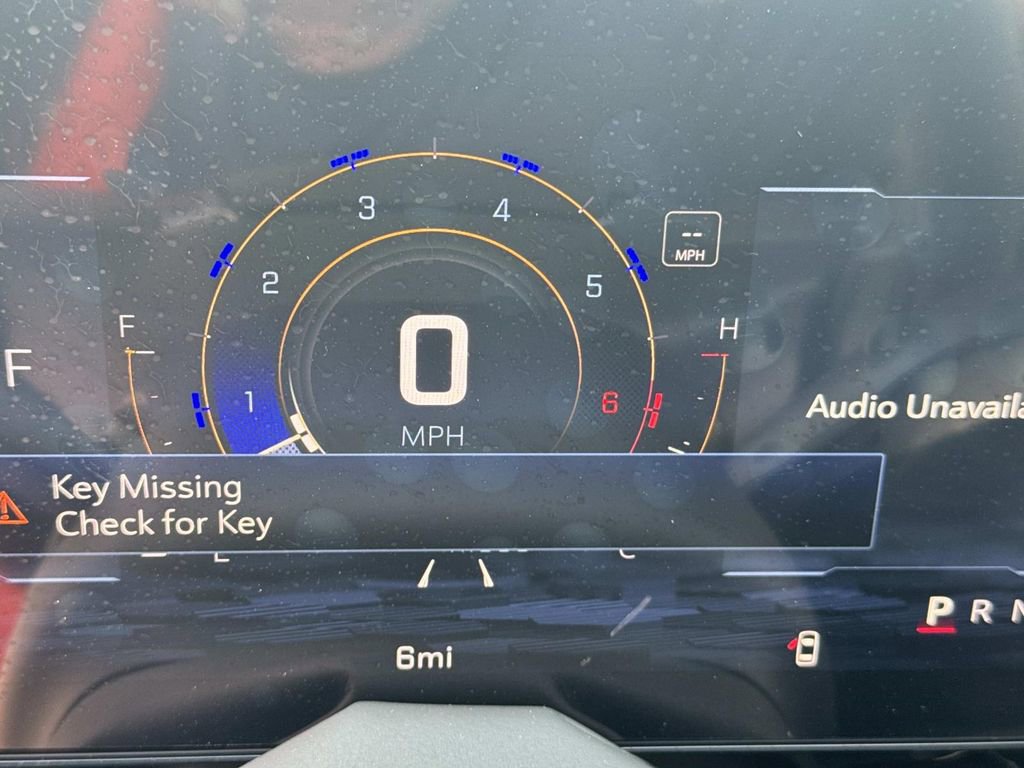 3
4
2
5
--
MPH
F
F
H
0
1
6
MPH
Audio Unavaila
Key Missing
Check for Key
E
C
6mi
P R N